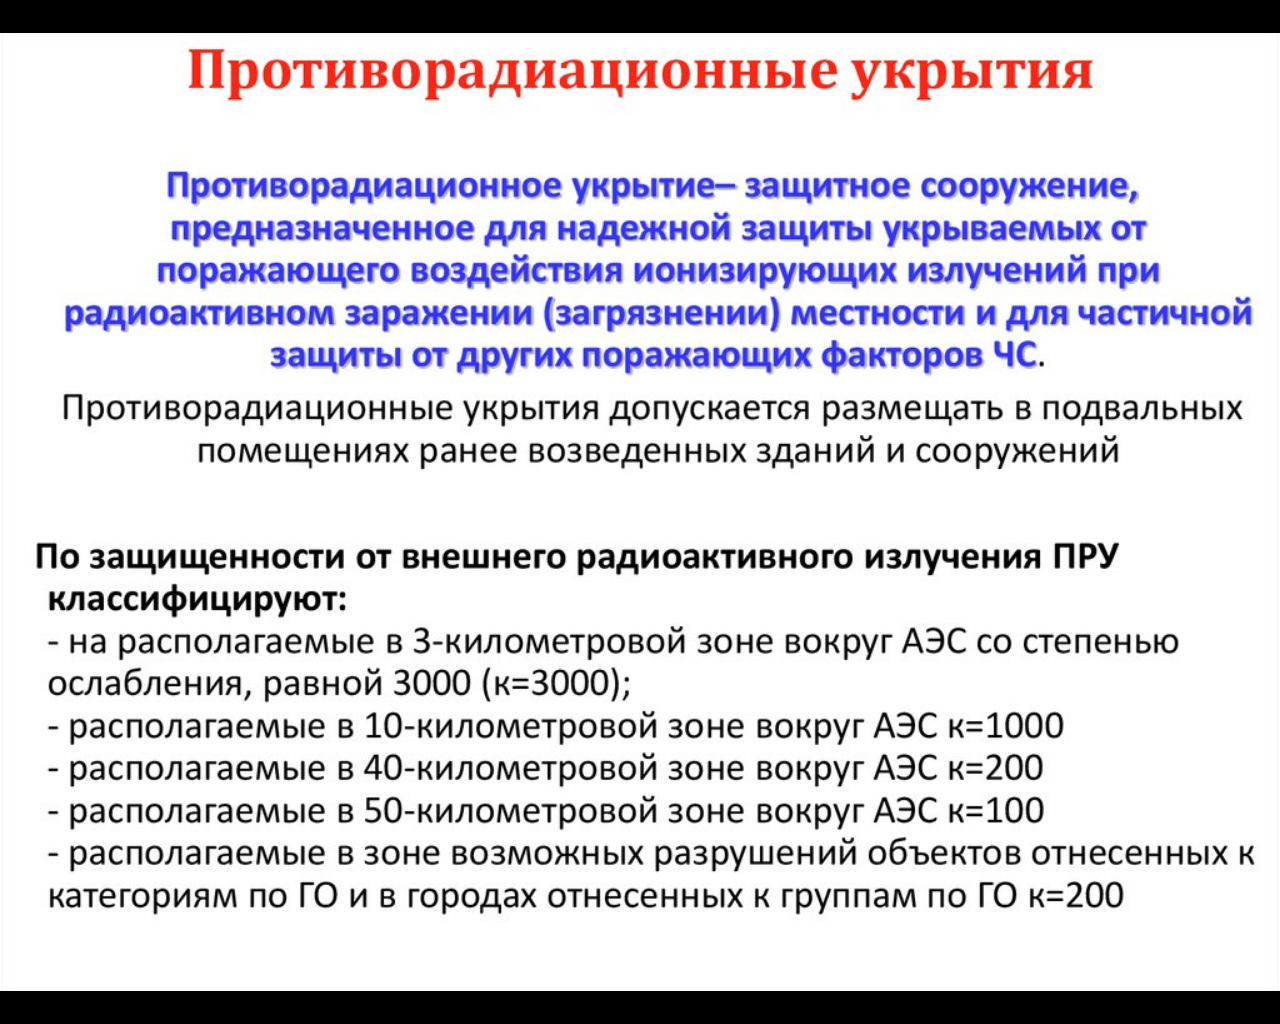 Противорадиационные укрытия
Противорадиационное укрытие– защитное сооружение,
предназначенное для надежной защиты укрываемых от
поражающего воздействия ионизирующих излучений при
радиоактивном заражении (загрязнении) местности и для частичной
защиты от других поражающих факторов ЧС.
Противорадиационные укрытия допускается размещать в подвальных
помещениях ранее возведенных зданий и сооружений
По защищенности от внешнего радиоактивного излучения ПРУ
классифицируют:
- на располагаемые в 3-километровой зоне вокруг АЭС со степенью
ослабления, равной 3000 (к=3000);
- располагаемые в 10-километровой зоне вокруг АЭС к=1000
- располагаемые в 40-километровой зоне вокруг АЭС к=200
- располагаемые в 50-километровой зоне вокруг АЭС к=100
- располагаемые в зоне возможных разрушений объектов отнесенных к
категориям по ГО и в городах отнесенных к группам по ГО к=200